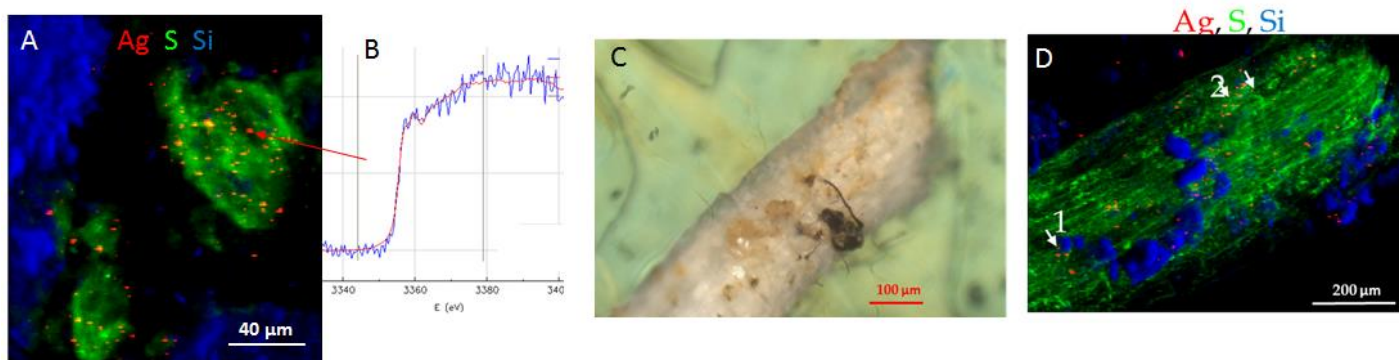 A
Ag S Si
40 µm
B
3340
3360
3380
340
E (eV)
C
100 µm
Ag, S, Si
D
2
1
200 µm